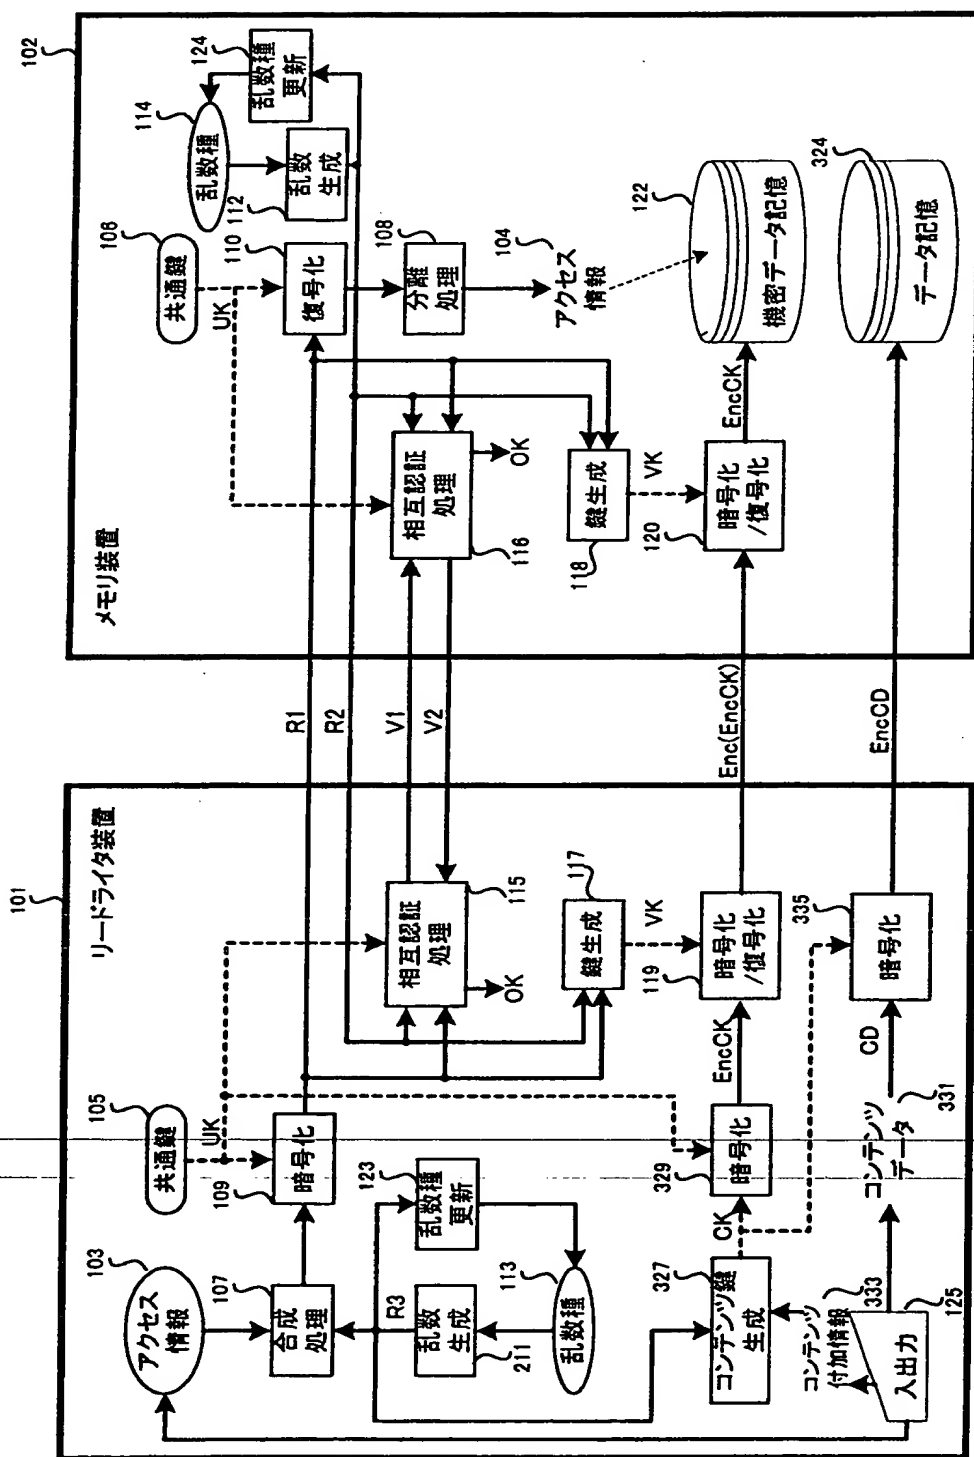 101
リードライタ装置
103
アクセス
情報
107
合成
処理
R3
211
乱数
生成
113
乱数種
123
乱数種
更新
105
共通鍵
UK
109
暗号化
115
相互認証
処理
OK
117
鍵生成
VK
119
暗号化
/復号化
EncCK
329
暗号化
CK
327
コンテンツ鍵
生成
コンテンツ
付加情報
333
125
入出力
コンテンツ
データ
331
CD
335
暗号化
R1
R2
V1
V2
Enc(EncCK)
EncCD
102
メモリ装置
106
共通鍵
UK
110
復号化
108
分離
処理
104
アクセス
情報
112
乱数
生成
114
乱数種
124
乱数種
更新
相互認証
処理
116
OK
鍵生成
118
VK
120
暗号化
/復号化
EncCK
122
機密データ記憶
324
データ記憶